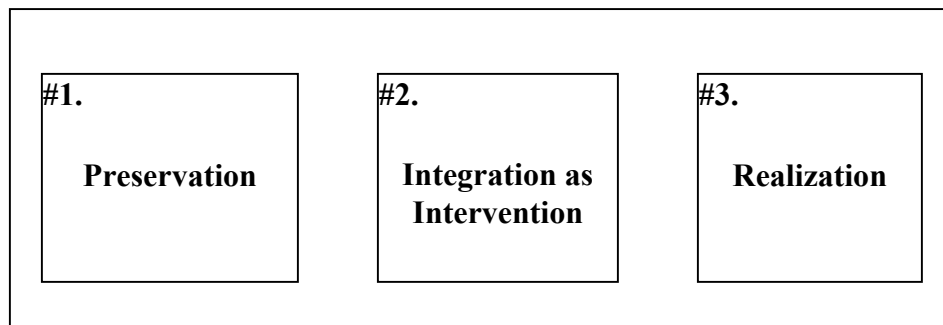 #1.
Preservation
#2.
Integration as
Intervention
#3.
Realization